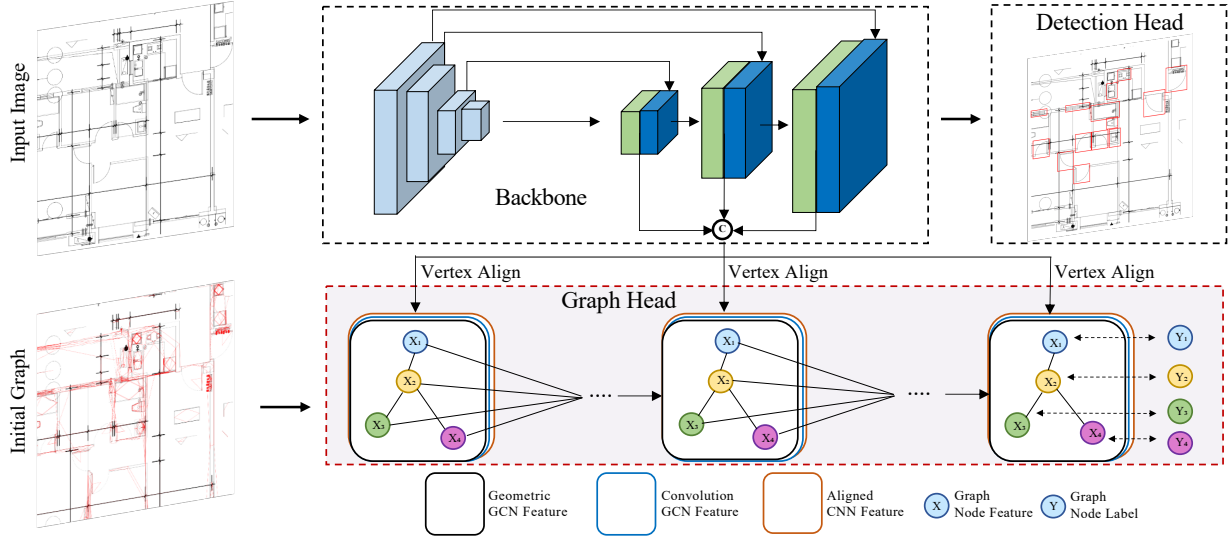 Input Image
Backbone
C
Detection Head
Initial Graph
Vertex Align
Vertex Align
Vertex Align
Graph Head
X₁
X₂
X₃
X₄
....
X₁
X₂
X₃
X₄
....
X₁
X₂
X₃
X₄
Y₁
Y₂
Y₃
Y₄
Geometric
GCN Feature
Convolution
GCN Feature
Aligned
CNN Feature
X
Graph
Node Feature
Y
Graph
Node Label